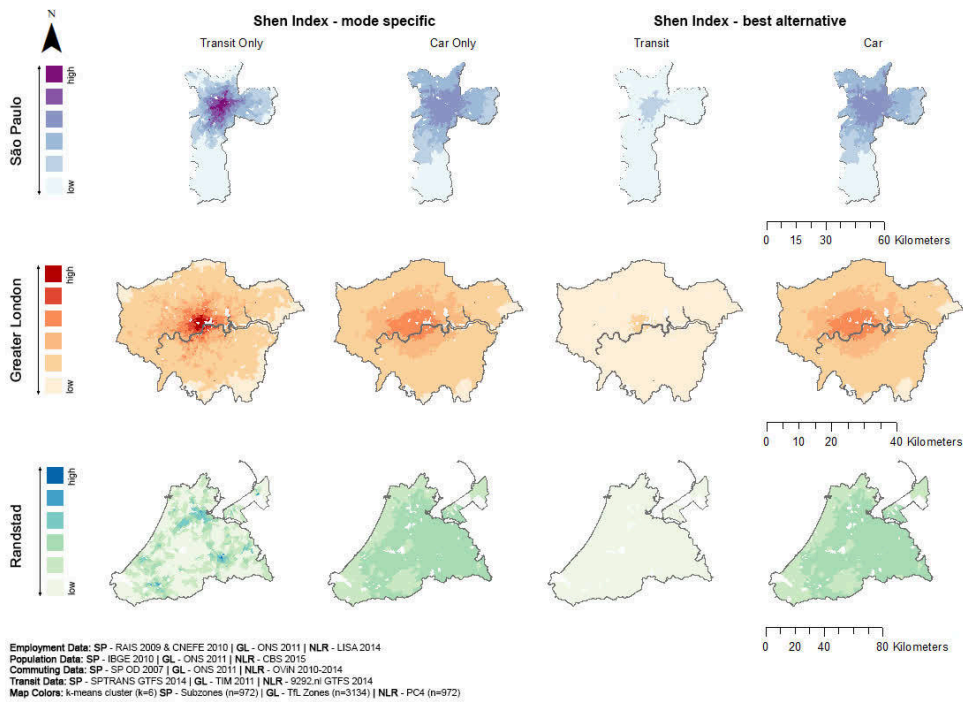 N
Shen Index - mode specific
Shen Index - best alternative
Transit Only
Car Only
Transit
Car
São Paulo
high
low
0 15 30 60 Kilometers
Greater London
high
low
0 10 20 40 Kilometers
Randstad
high
low
0 20 40 80 Kilometers
Employment Data: SP - RAIS 2009 & CNEFE 2010 | GL - ONS 2011 | NLR - LISA 2014
Population Data: SP - IBGE 2010 | GL - ONS 2011 | NLR - CBS 2015
Commuting Data: SP - SP OD 2007 | GL - ONS 2011 | NLR - OViN 2010-2014
Transit Data: SP - SPTRANS GTFS 2014 | GL - TIM 2011 | NLR - 9292.nl GTFS 2014
Map Colors: k-means cluster (k=6) SP - Subzones (n=972) | GL - TfL Zones (n=3134) | NLR - PC4 (n=972)